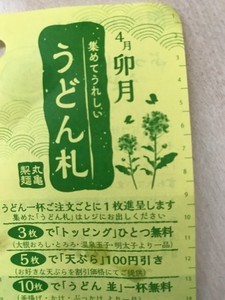 4月 卯月
集めてうれしい
うどん札
丸亀
製麺
うどん一杯ご注文ごとに1枚進呈します
集めた「うどん札」はレジにお出しください
3枚で「トッピング」ひとつ無料
(大根おろし・とろろ・温泉玉子・明太子より一品)
5枚で「天ぷら」100円引き
(お好きな天ぷらを割引価格にてご提供)
10枚で「うどん 並」一杯無料